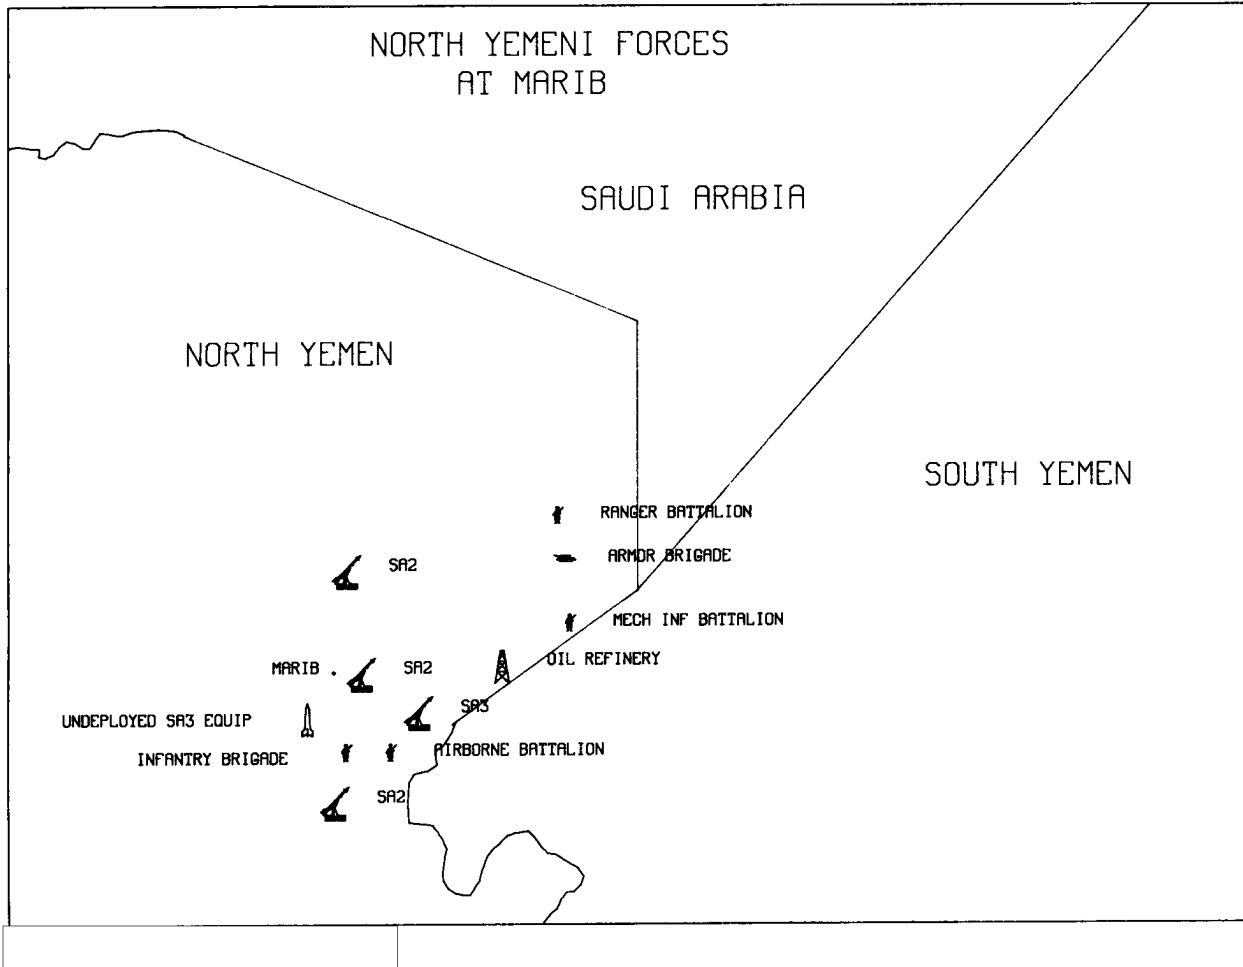 NORTH YEMENI FORCES
AT MARIB
SAUDI ARABIA
NORTH YEMEN
SOUTH YEMEN
RANGER BATTALION
ARMOR BRIGADE
SA2
MECH INF BATTALION
OIL REFINERY
MARIB
SA2
SA3
UNDEPLOYED SA3 EQUIP
AIRBORNE BATTALION
INFANTRY BRIGADE
SA2